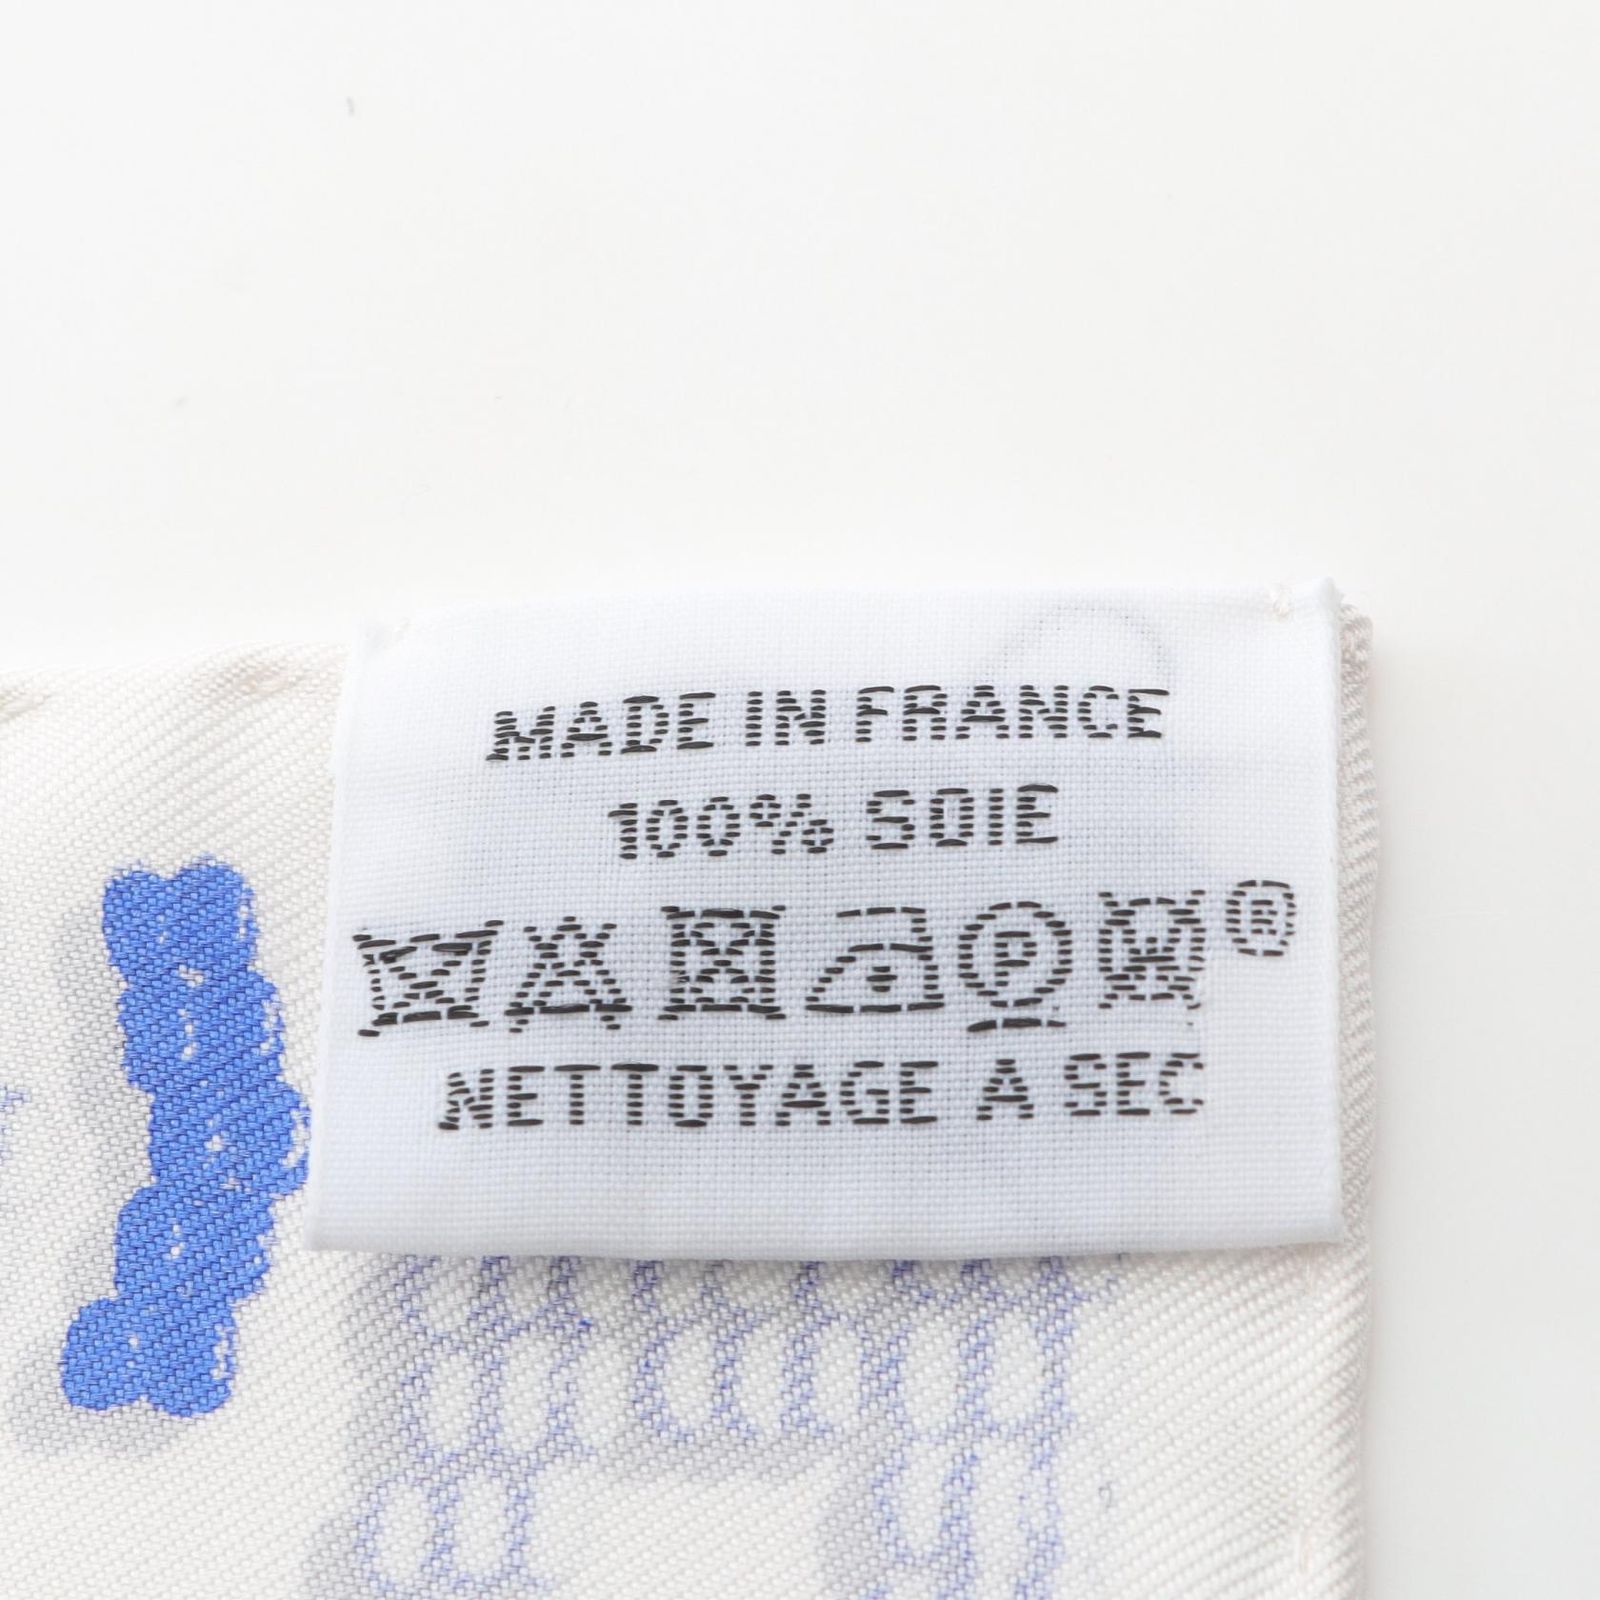 MADE IN FRANCE
100% SOIE
P W ®
NETTOYAGE A SEC